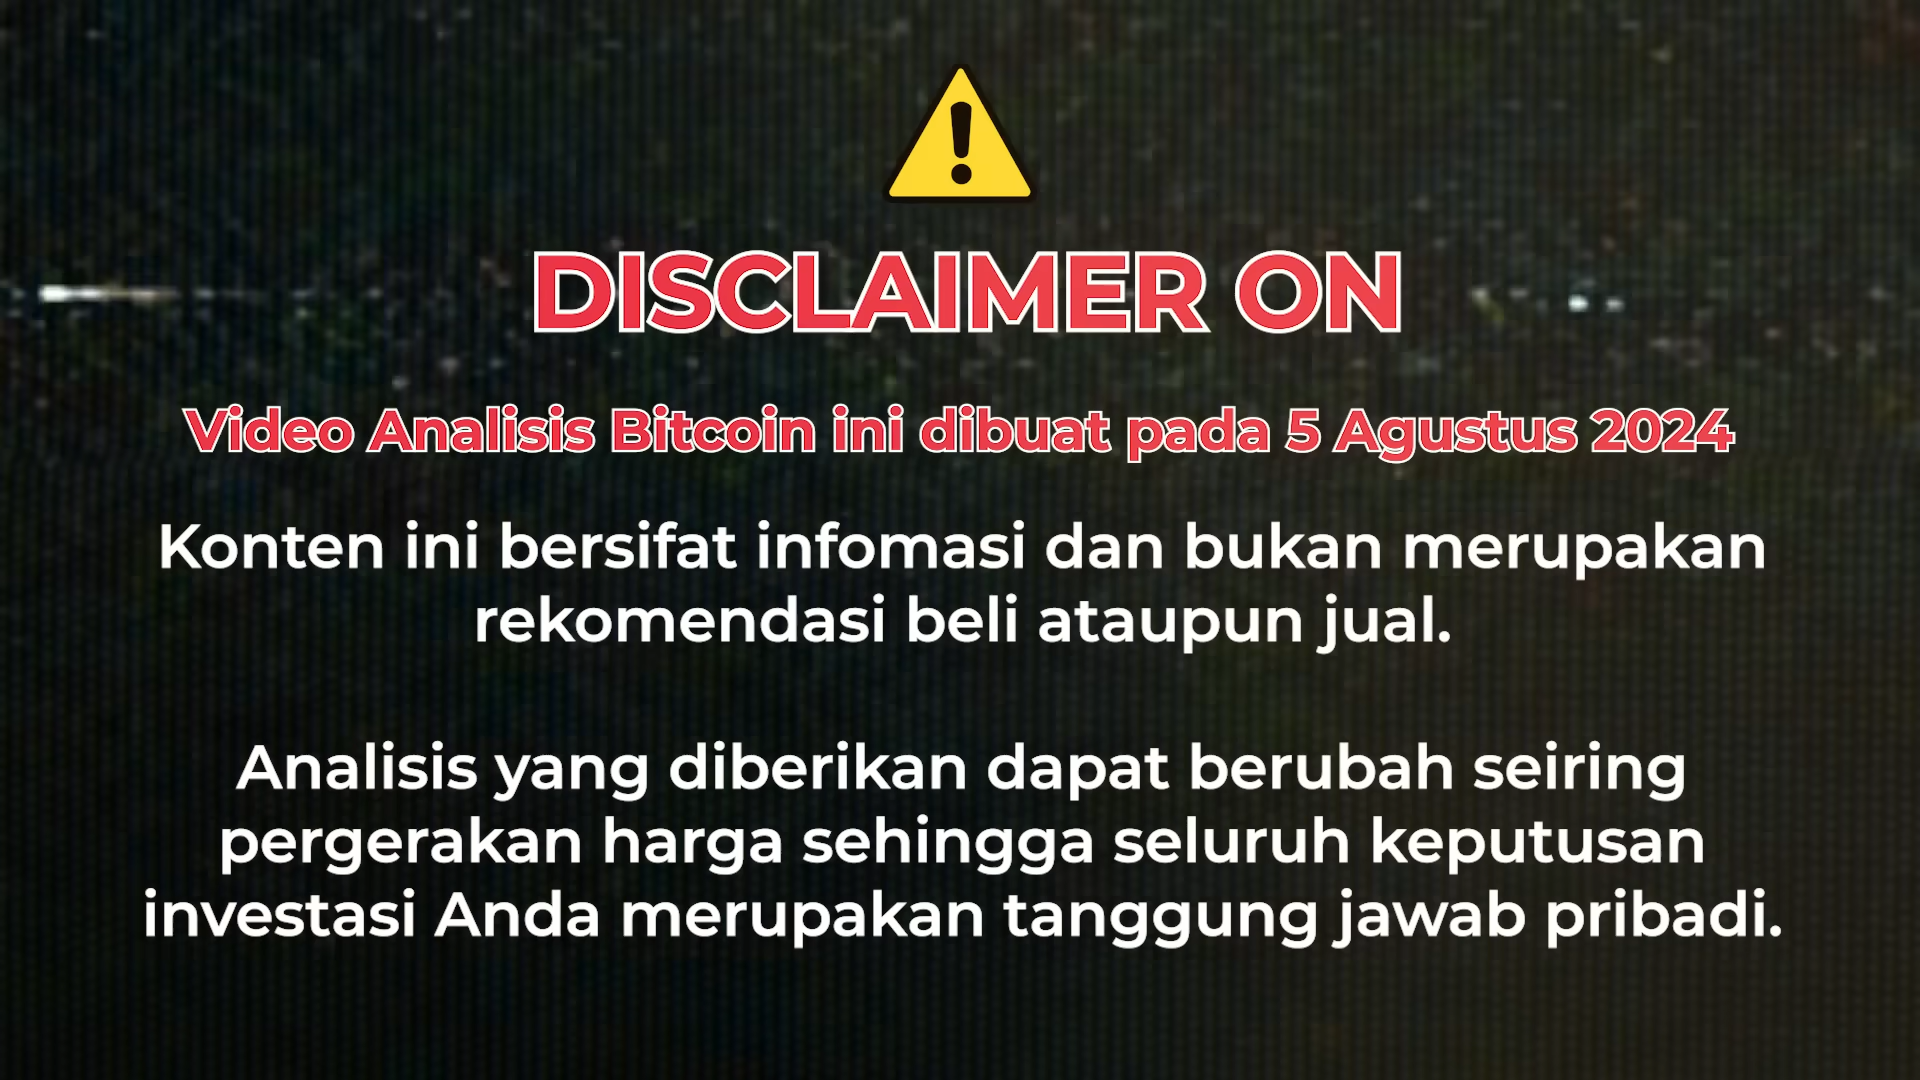 DISCLAIMER ON
Video Analisis Bitcoin ini dibuat pada 5 Agustus 2024
Konten ini bersifat infomasi dan bukan merupakan
rekomendasi beli ataupun jual.
Analisis yang diberikan dapat berubah seiring
pergerakan harga sehingga seluruh keputusan
investasi Anda merupakan tanggung jawab pribadi.